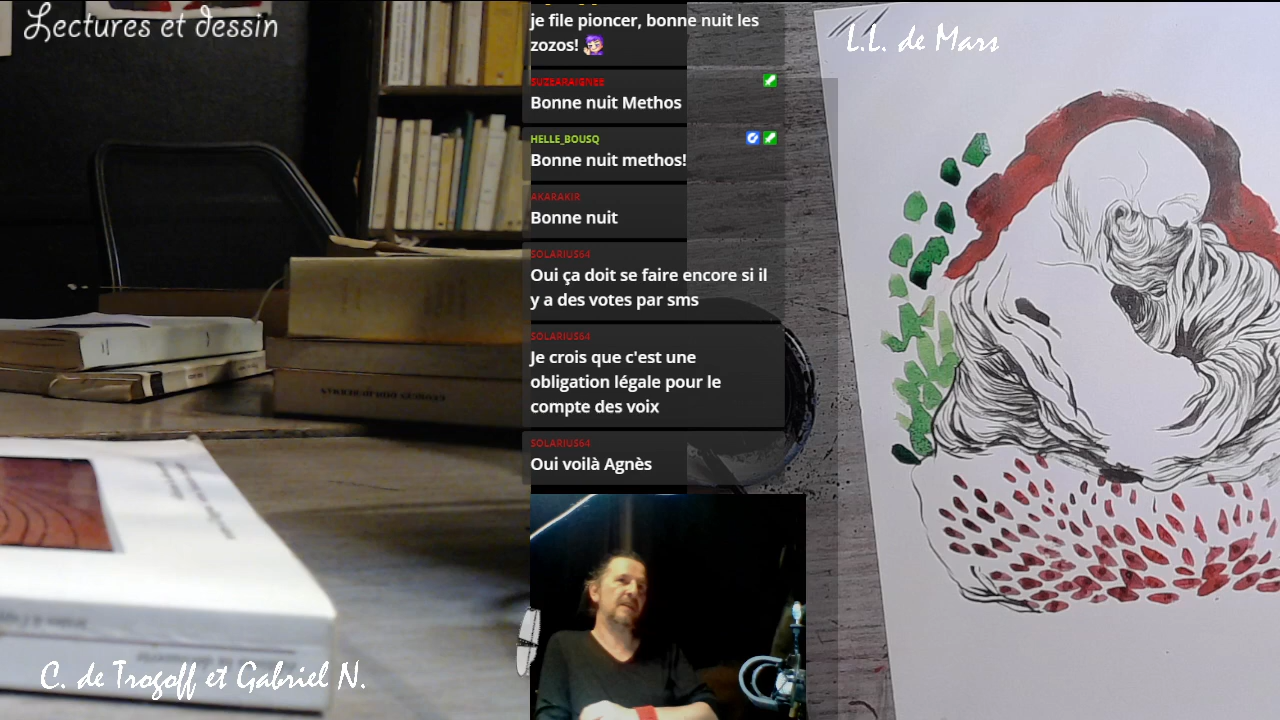 Lectures et dessin
je file pioncer, bonne nuit les
zozos!
SUZEARAIGNEE
Bonne nuit Methos
HELLE_BOUSQ
Bonne nuit methos!
AKARAKIR
Bonne nuit
SOLARIUS64
Oui ça doit se faire encore si il
y a des votes par sms
SOLARIUS64
Je crois que c'est une
obligation légale pour le
compte des voix
SOLARIUS64
Oui voilà Agnès
L.L. de Mars
C. de Trogoff et Gabriel N.